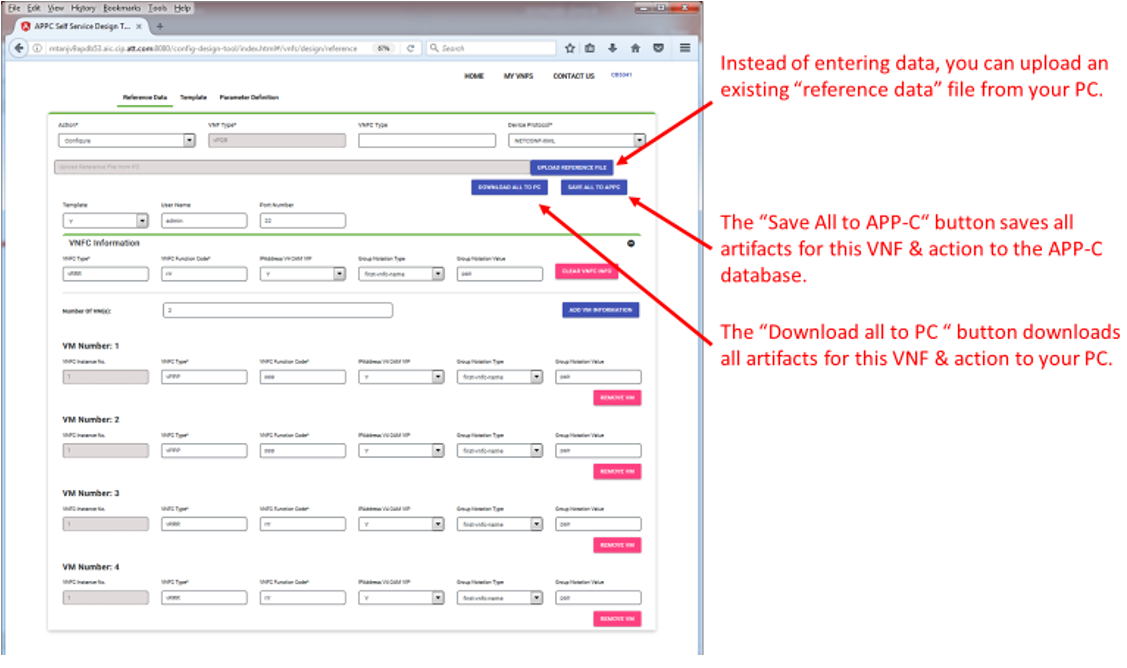 File Edit View History Bookmarks Tools Help
APPC Self Service Design T... × +
mtanjv9apdb53.aic.cip.att.com:8080/config-design-tool/index.html#/vnfs/design/reference 67% Search
HOME MY VNFS CONTACT US
Reference Data Template Parameter Definition
Action* VNF Type* VNFC Type Device Protocol*
Configure NETCONF-XML
Upload Reference File from PC UPLOAD REFERENCE FILE
DOWNLOAD ALL TO PC SAVE ALL TO APPC
Template User Name Port Number
Y admin 22
VNFC Information
VNFC Type* VNFC Function Code* IPAddress V4 OAM VIP Group Notation Type Group Notation Value
vRRR rrr Y first-vnfc-name pair CLEAR VNFC INFO
Number Of VM(s): 2 ADD VM INFORMATION
VM Number: 1
VNFC Instance No. VNFC Type* VNFC Function Code* IPAddress V4 OAM VIP Group Notation Type Group Notation Value
1 vPPP ppp Y first-vnfc-name pair
REMOVE VM
VM Number: 2
VNFC Instance No. VNFC Type* VNFC Function Code* IPAddress V4 OAM VIP Group Notation Type Group Notation Value
1 vPPP ppp Y first-vnfc-name pair
REMOVE VM
VM Number: 3
VNFC Instance No. VNFC Type* VNFC Function Code* IPAddress V4 OAM VIP Group Notation Type Group Notation Value
1 vRRR rrr Y first-vnfc-name pair
REMOVE VM
VM Number: 4
VNFC Instance No. VNFC Type* VNFC Function Code* IPAddress V4 OAM VIP Group Notation Type Group Notation Value
1 vRRR rrr Y first-vnfc-name pair
REMOVE VM
Instead of entering data, you can upload an
existing “reference data” file from your PC.
The “Save All to APP-C“ button saves all
artifacts for this VNF & action to the APP-C
database.
The “Download all to PC “ button downloads
all artifacts for this VNF & action to your PC.